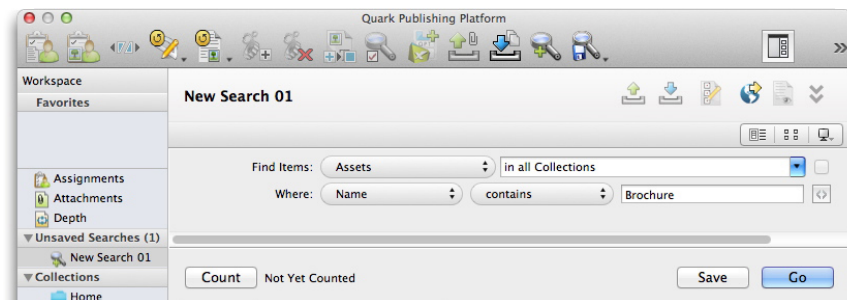 Quark Publishing Platform
Workspace
Favorites
New Search 01
Find Items: Assets in all Collections
Assignments
Where: Name contains Brochure
Attachments
Depth
Unsaved Searches (1)
New Search 01
Collections
Count Not Yet Counted Save Go
Home